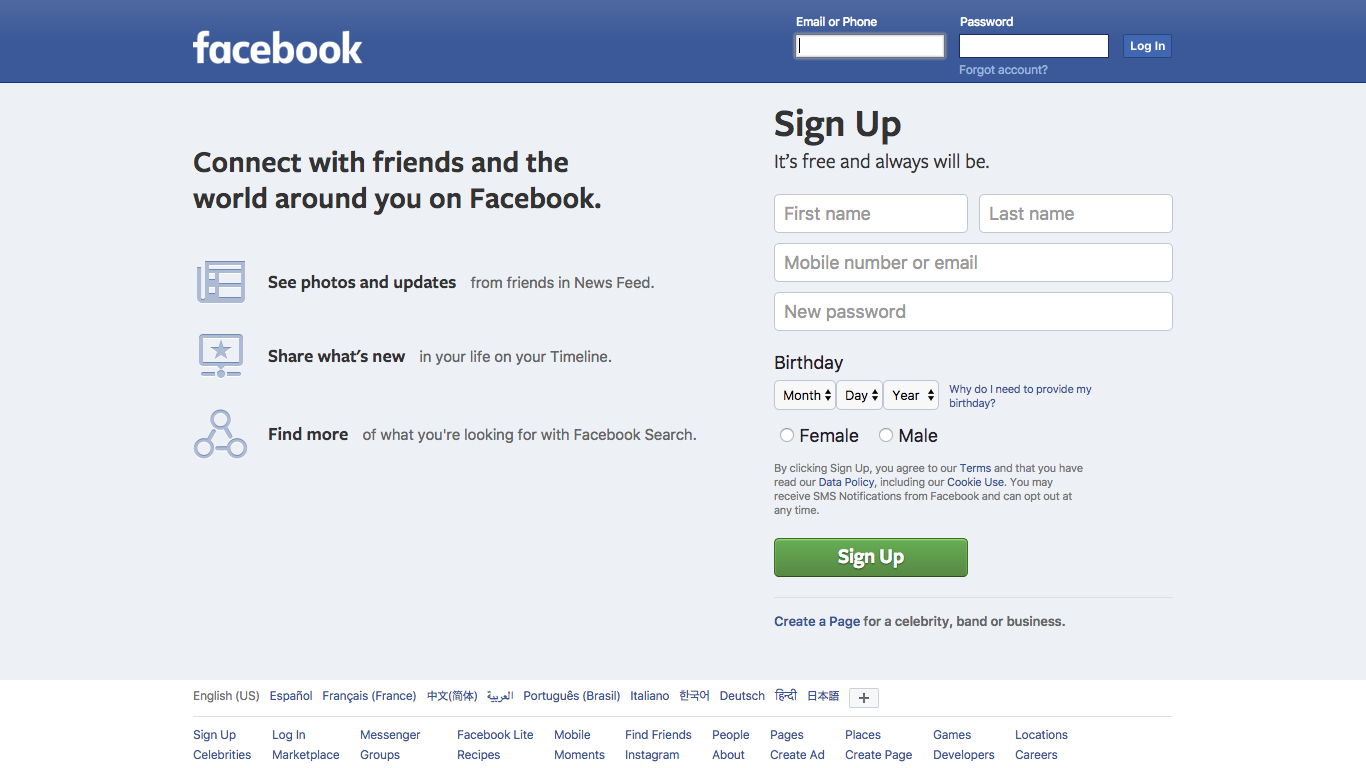 facebook
Email or Phone
Password
Log In
Forgot account?
Connect with friends and the
world around you on Facebook.
See photos and updates from friends in News Feed.
Share what's new in your life on your Timeline.
Find more of what you're looking for with Facebook Search.
Sign Up
It's free and always will be.
First name Last name
Mobile number or email
New password
Birthday
Month Day Year
Why do I need to provide my
birthday?
Female Male
By clicking Sign Up, you agree to our Terms and that you have
read our Data Policy, including our Cookie Use. You may
receive SMS Notifications from Facebook and can opt out at
any time.
Sign Up
Create a Page for a celebrity, band or business.
English (US) Español Français (France) 中文(简体) العربية Português (Brasil) Italiano 한국어 Deutsch हिन्दी 日本語 +
Sign Up Log In Messenger Facebook Lite Mobile Find Friends People Pages Places Games Locations
Celebrities Marketplace Groups Recipes Moments Instagram About Create Ad Create Page Developers Careers